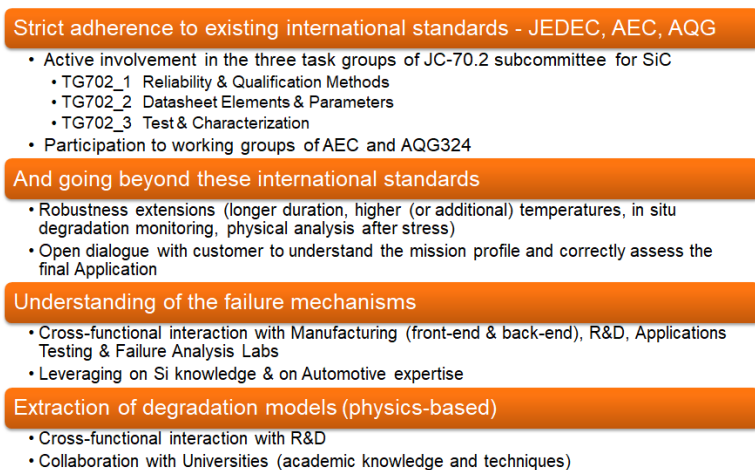 Strict adherence to existing international standards - JEDEC, AEC, AQG
• Active involvement in the three task groups of JC-70.2 subcommittee for SiC
• TG702_1 Reliability & Qualification Methods
• TG702_2 Datasheet Elements & Parameters
• TG702_3 Test & Characterization
• Participation to working groups of AEC and AQG324
And going beyond these international standards
• Robustness extensions (longer duration, higher (or additional) temperatures, in situ
degradation monitoring, physical analysis after stress)
• Open dialogue with customer to understand the mission profile and correctly assess the
final Application
Understanding of the failure mechanisms
• Cross-functional interaction with Manufacturing (front-end & back-end), R&D, Applications
Testing & Failure Analysis Labs
• Leveraging on Si knowledge & on Automotive expertise
Extraction of degradation models (physics-based)
• Cross-functional interaction with R&D
• Collaboration with Universities (academic knowledge and techniques)